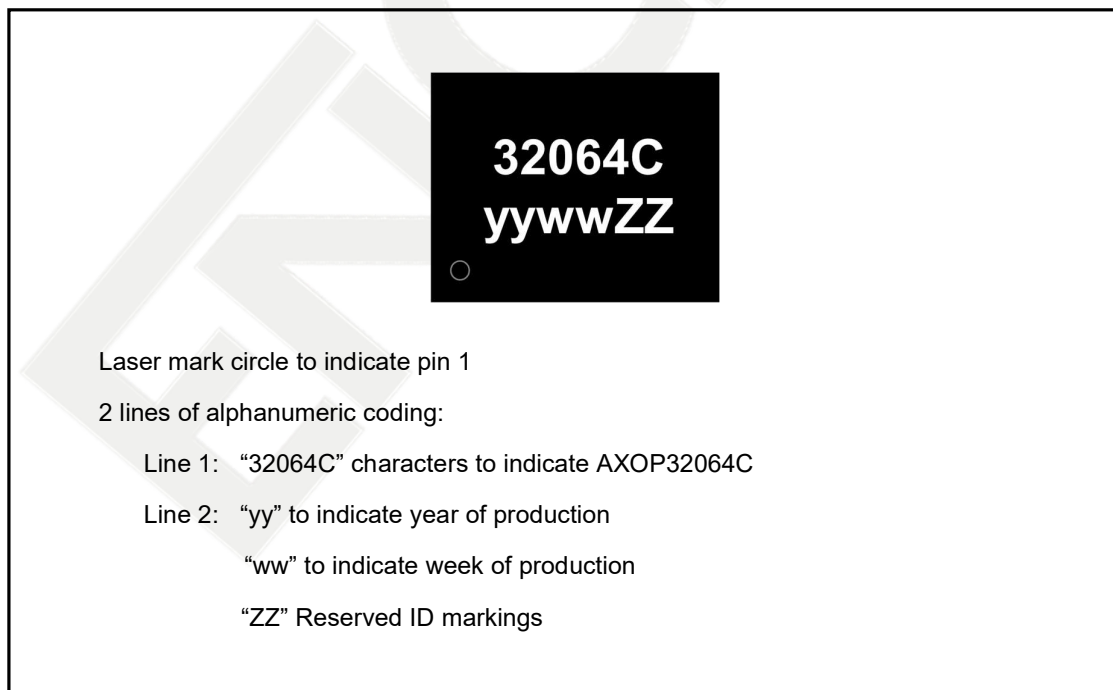 32064C
yywwZZ
Laser mark circle to indicate pin 1
2 lines of alphanumeric coding:
Line 1: “32064C” characters to indicate AXOP32064C
Line 2: “yy” to indicate year of production
“ww” to indicate week of production
“ZZ” Reserved ID markings